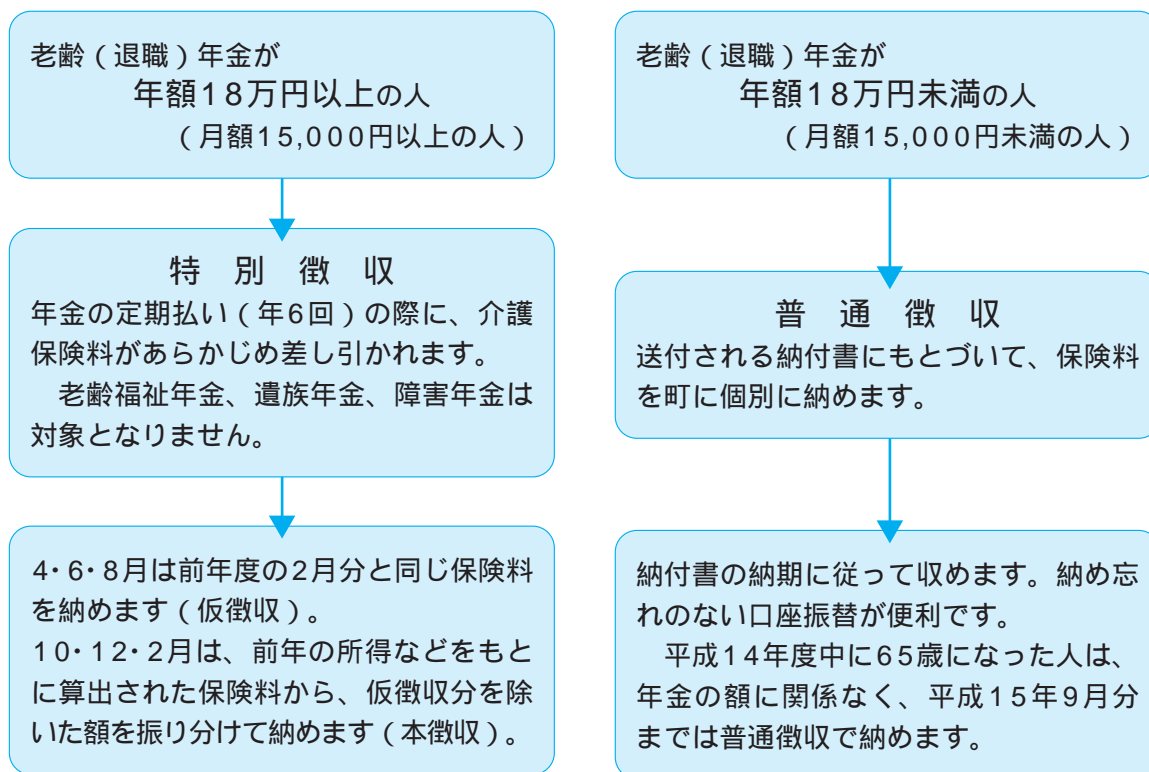 老齢（退職）年金が
年額18万円以上の人
（月額15,000円以上の人）
特別徴収
年金の定期払い（年6回）の際に、介護
保険料があらかじめ差し引かれます。
老齢福祉年金、遺族年金、障害年金は
対象となりません。
4・6・8月は前年度の2月分と同じ保険料
を納めます（仮徴収）。
10・12・2月は、前年の所得などをもと
に算出された保険料から、仮徴収分を除
いた額を振り分けて納めます（本徴収）。
老齢（退職）年金が
年額18万円未満の人
（月額15,000円未満の人）
普通徴収
送付される納付書にもとづいて、保険料
を町に個別に納めます。
納付書の納期に従って収めます。納め忘
れのない口座振替が便利です。
平成14年度中に65歳になった人は、
年金の額に関係なく、平成15年9月分
までは普通徴収で納めます。